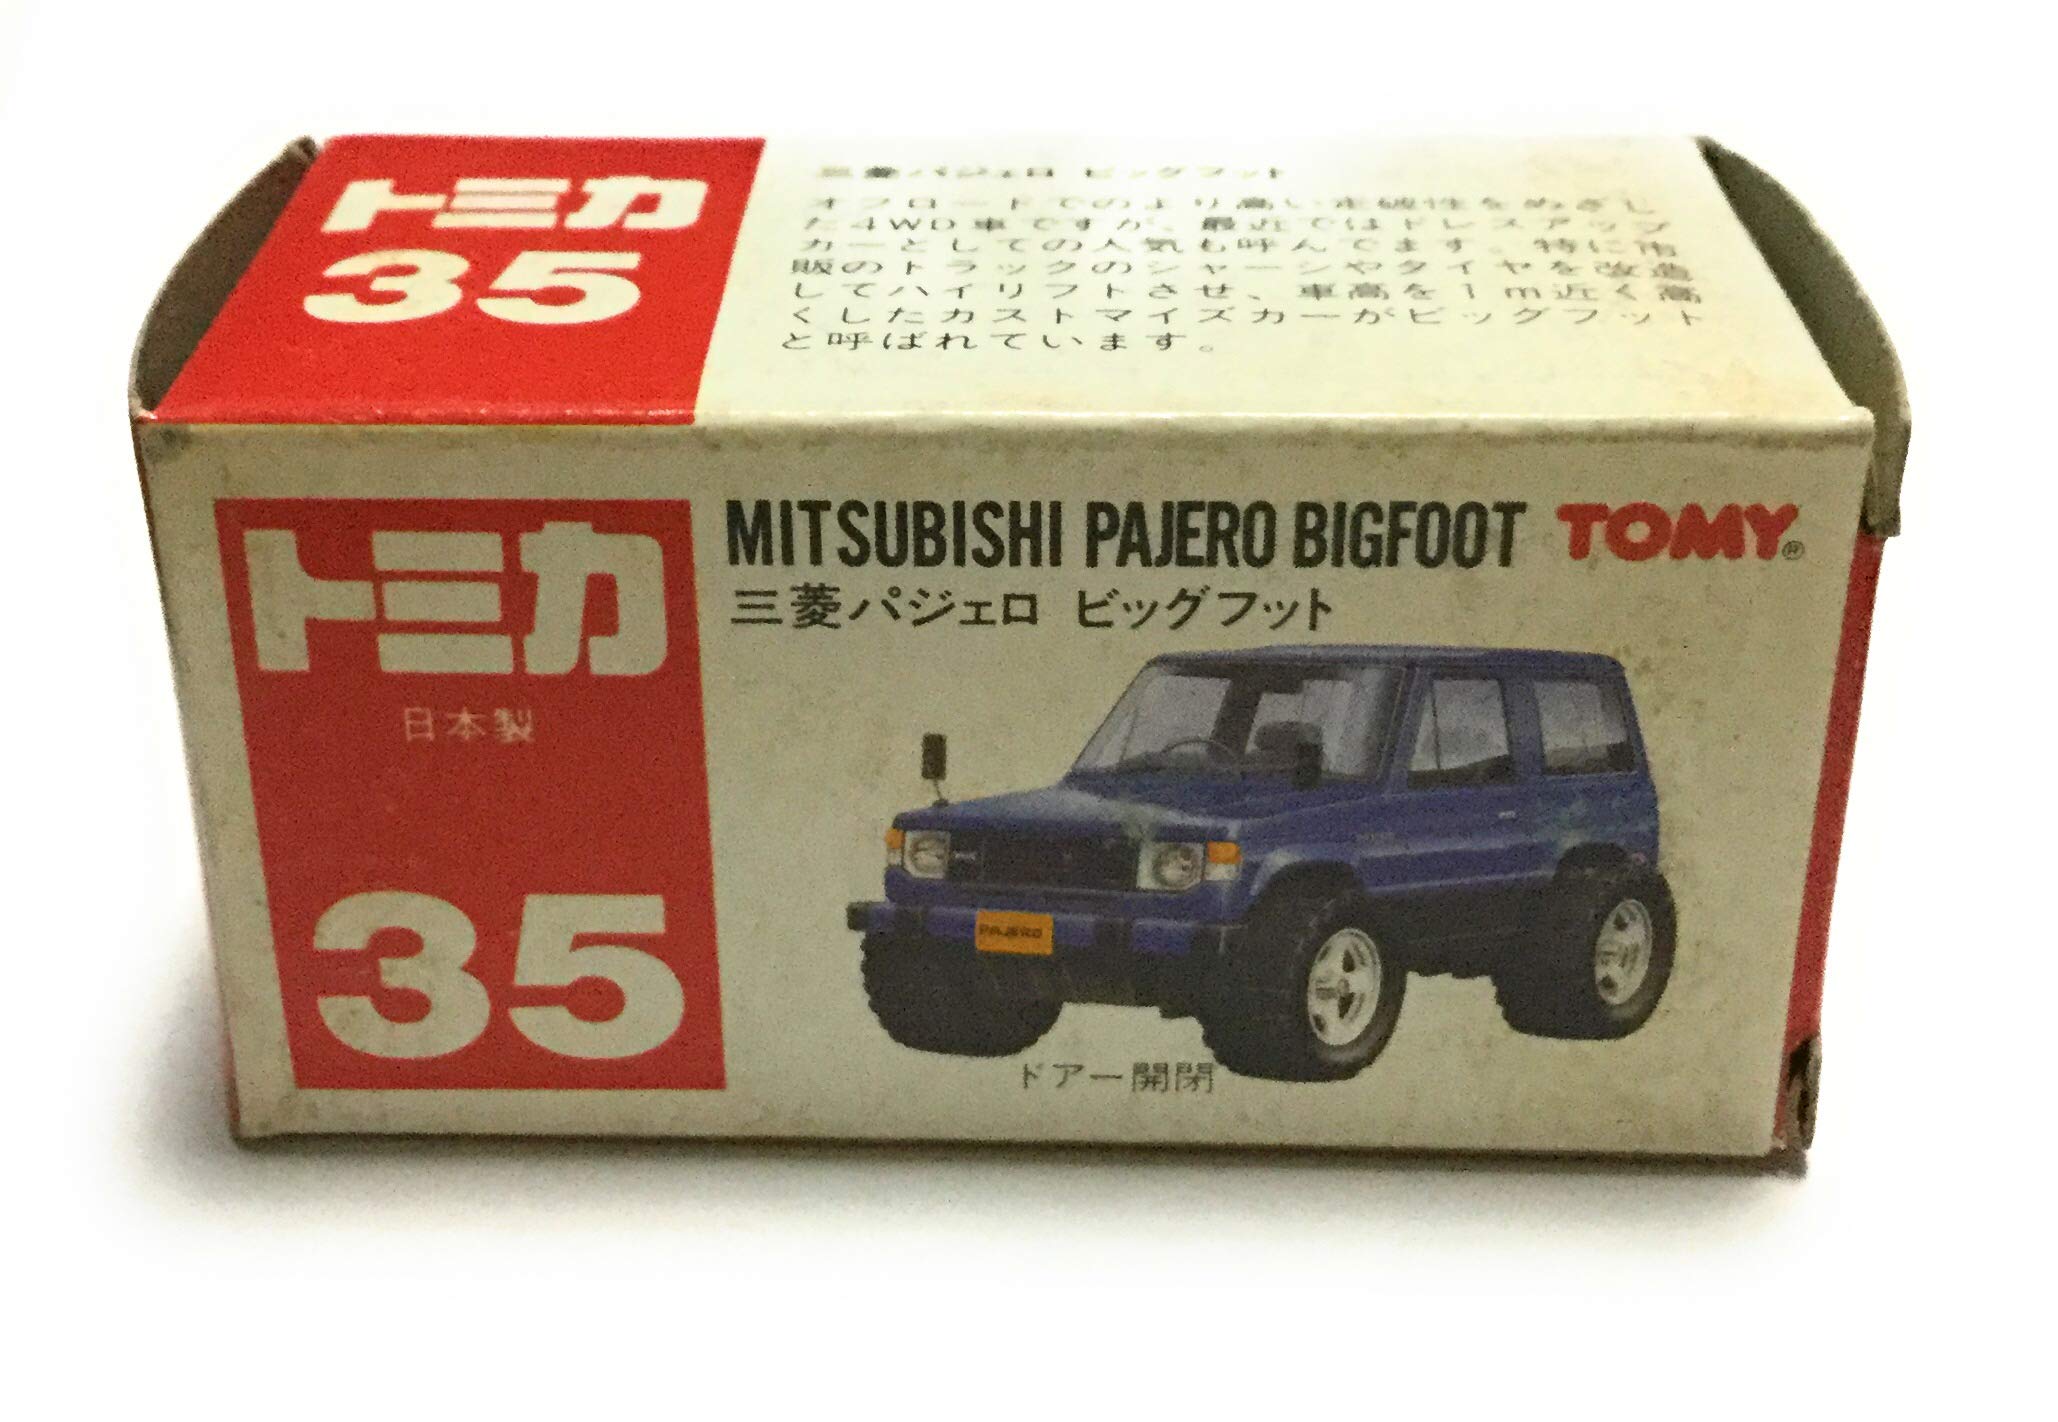 トミカ
35
三菱パジェロ ビッグフット
オフロードでのより高い走破性をめざし
た4WD車ですが、最近ではドレスアップ
カーとしての人気も呼んでます。特に市
販のトラックのシャーシやタイヤを改造
してハイリフトさせ、車高を1m近く高
くしたカストマイズカーがビッグフット
と呼ばれています。
トミカ
日本製
35
MITSUBISHI PAJERO BIGFOOT TOMY®
三菱パジェロ ビッグフット
PAJERO
ドアー開閉